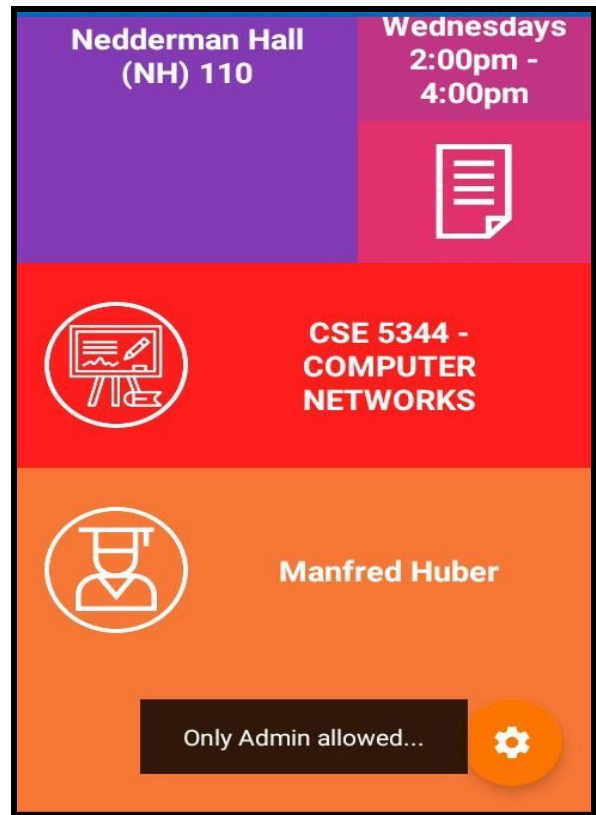 Nedderman Hall
(NH) 110
Wednesdays
2:00pm -
4:00pm
CSE 5344 -
COMPUTER
NETWORKS
Manfred Huber
Only Admin allowed...